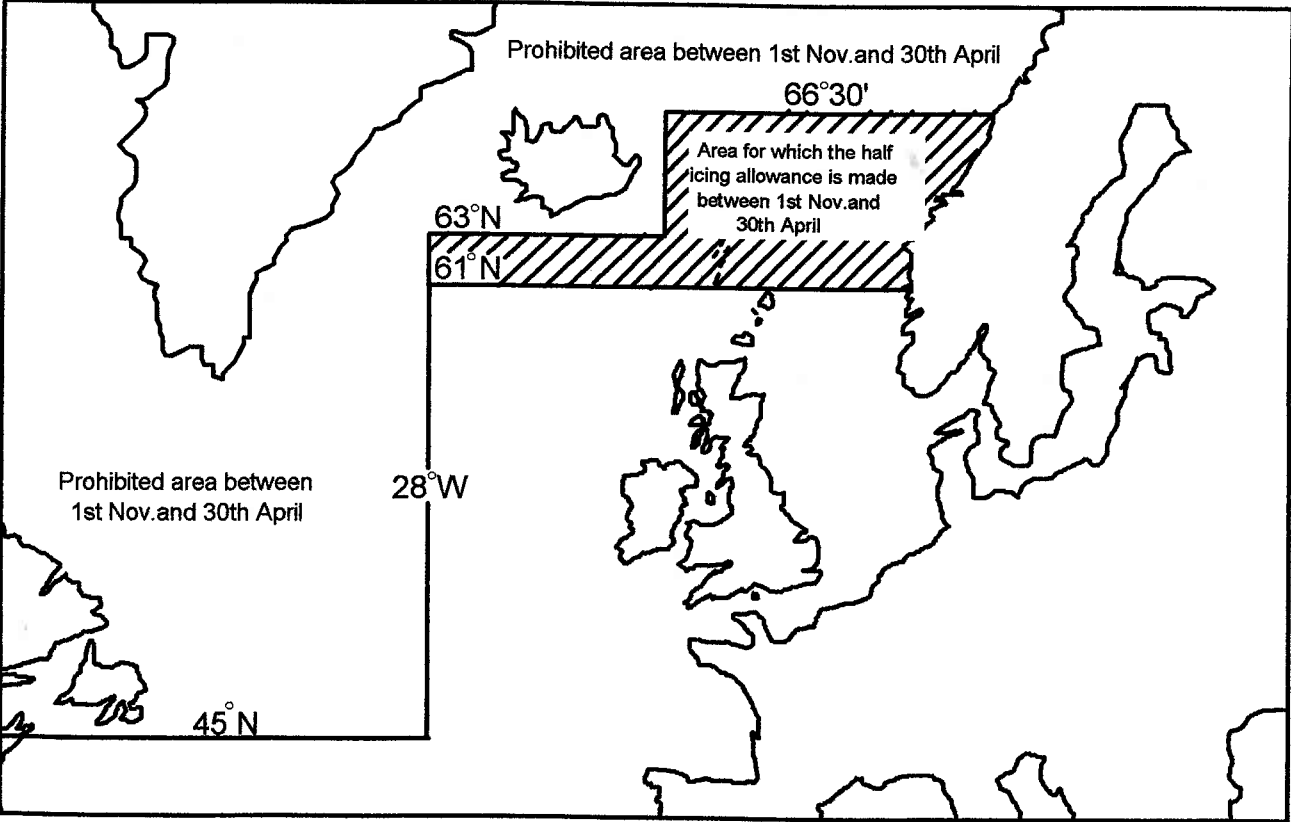 Prohibited area between 1st Nov.and 30th April
66°30'
Area for which the half
icing allowance is made
between 1st Nov.and
30th April
63°N
61°N
Prohibited area between
1st Nov.and 30th April
28°W
45°N